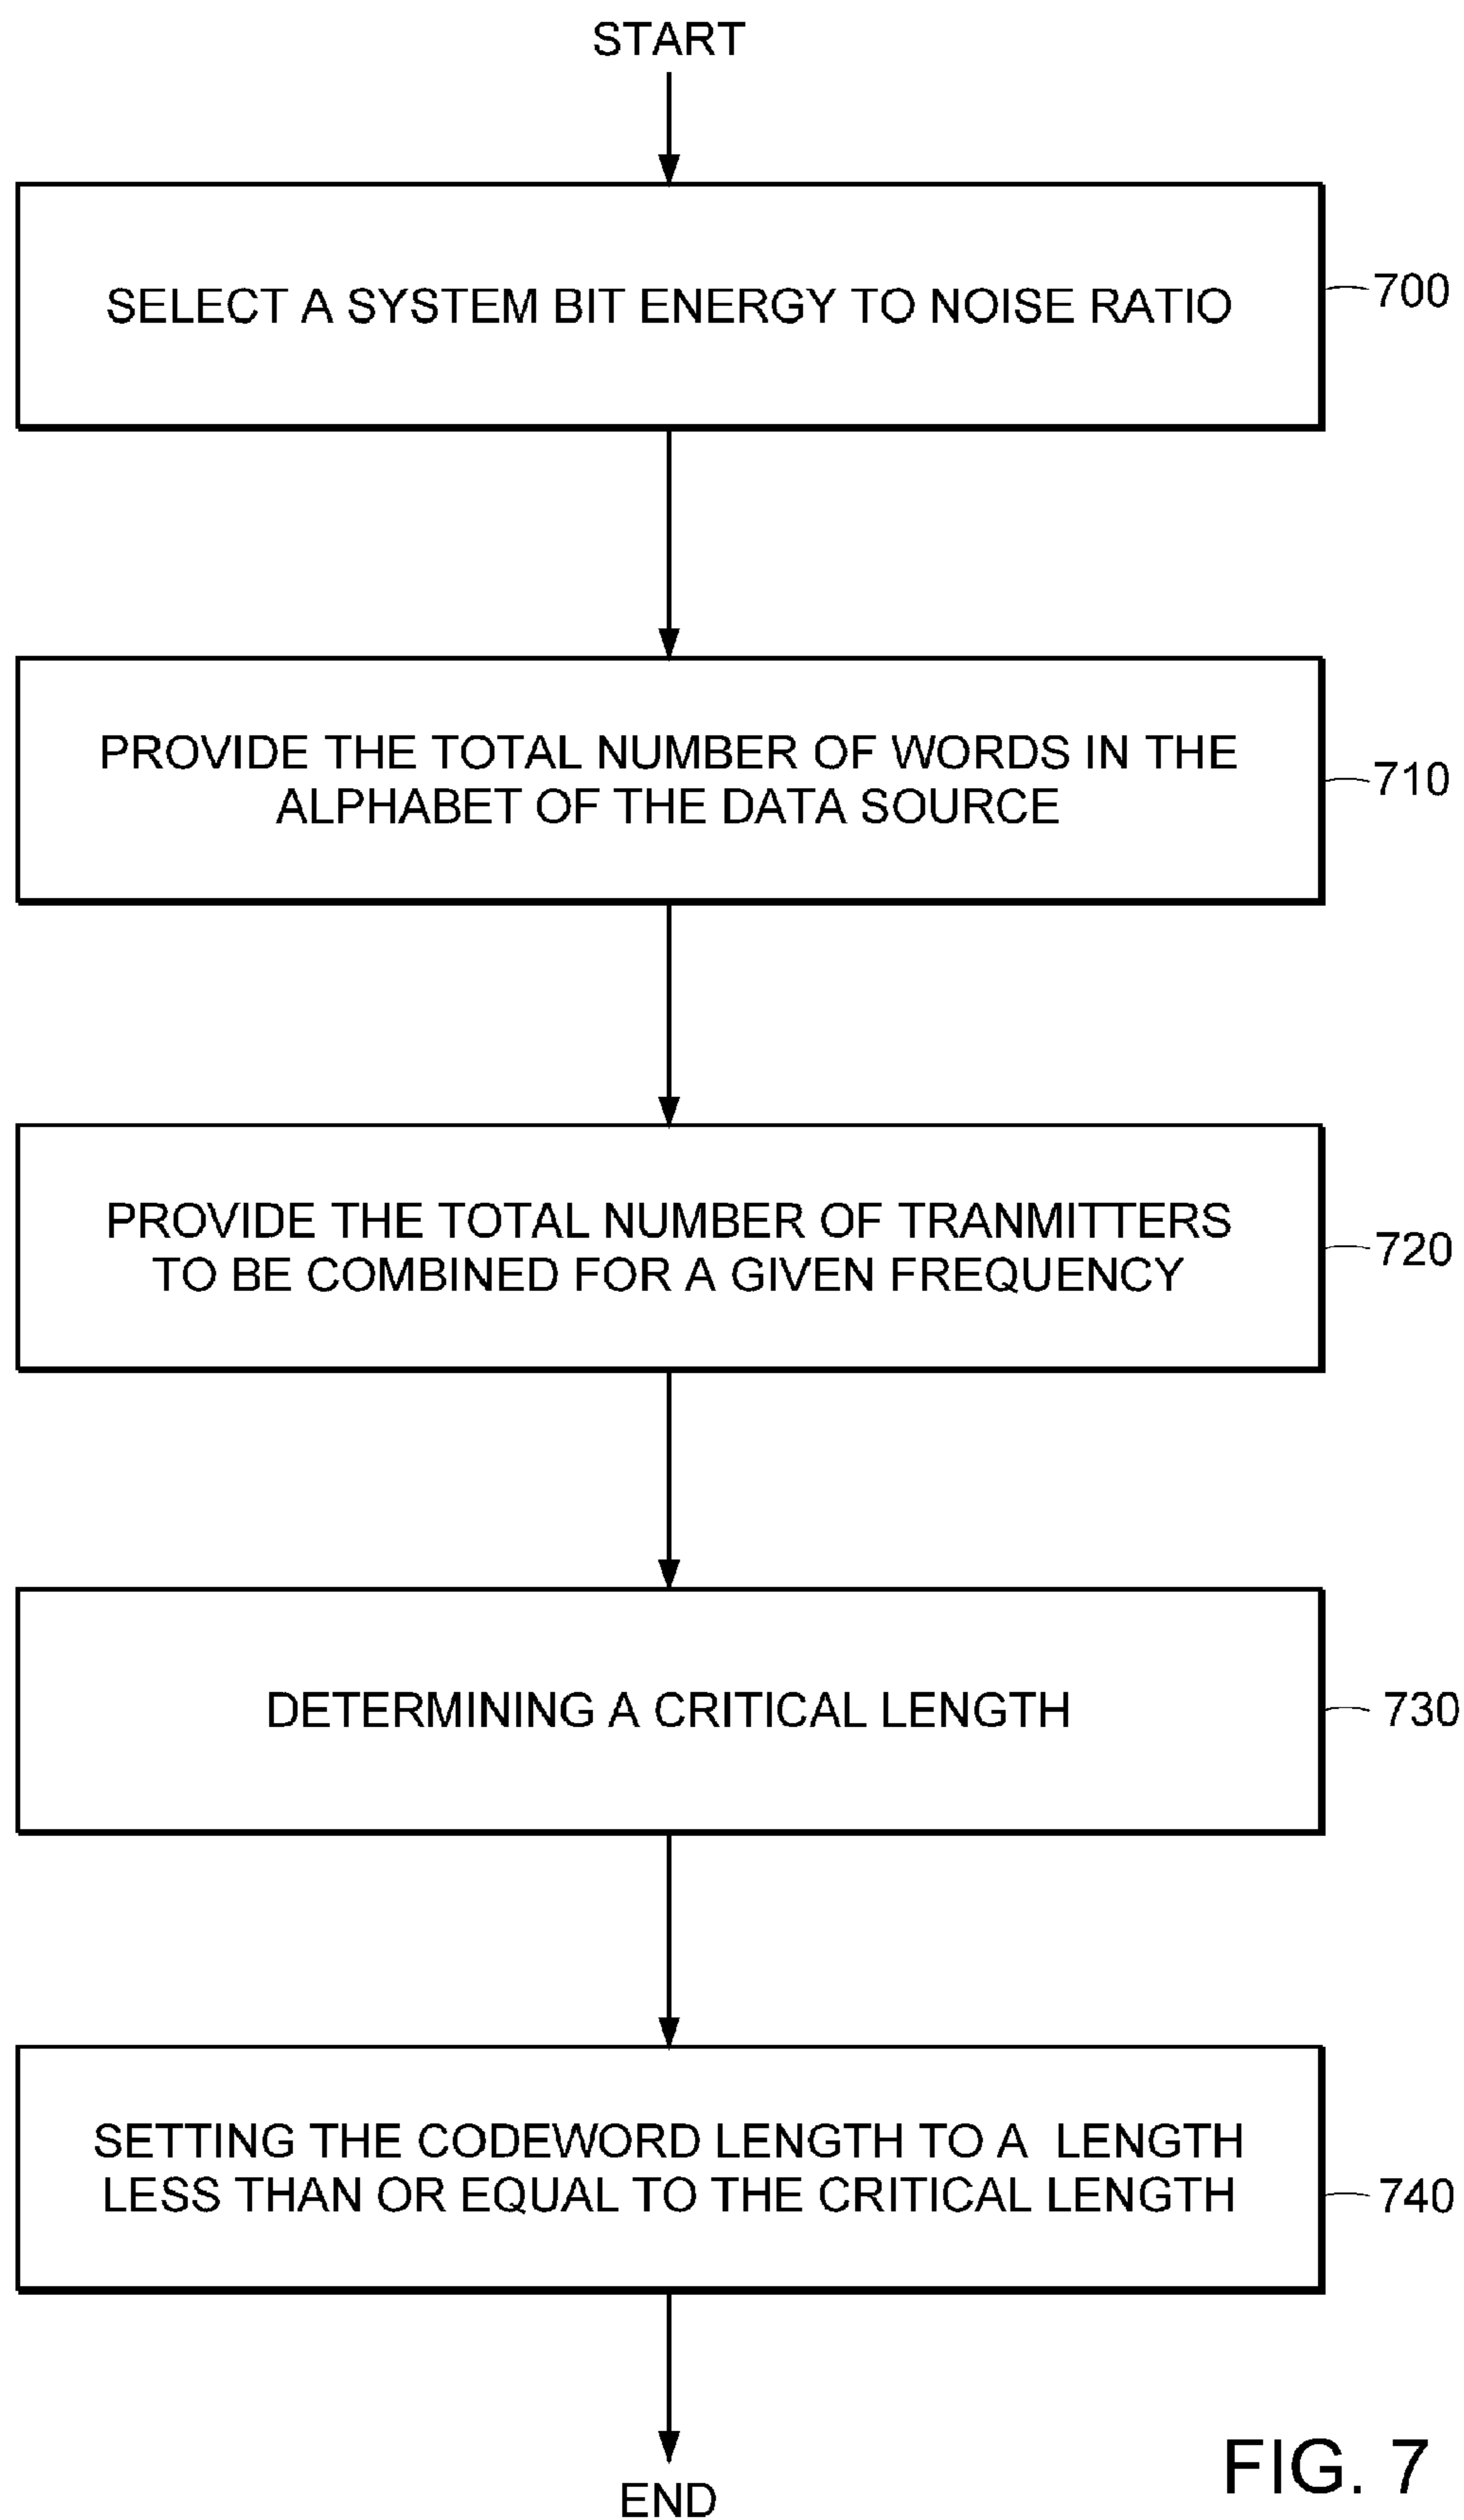 START
SELECT A SYSTEM BIT ENERGY TO NOISE RATIO
700
PROVIDE THE TOTAL NUMBER OF WORDS IN THE
ALPHABET OF THE DATA SOURCE
710
PROVIDE THE TOTAL NUMBER OF TRANMITTERS
TO BE COMBINED FOR A GIVEN FREQUENCY
720
DETERMINING A CRITICAL LENGTH
730
SETTING THE CODEWORD LENGTH TO A LENGTH
LESS THAN OR EQUAL TO THE CRITICAL LENGTH
740
END
FIG. 7